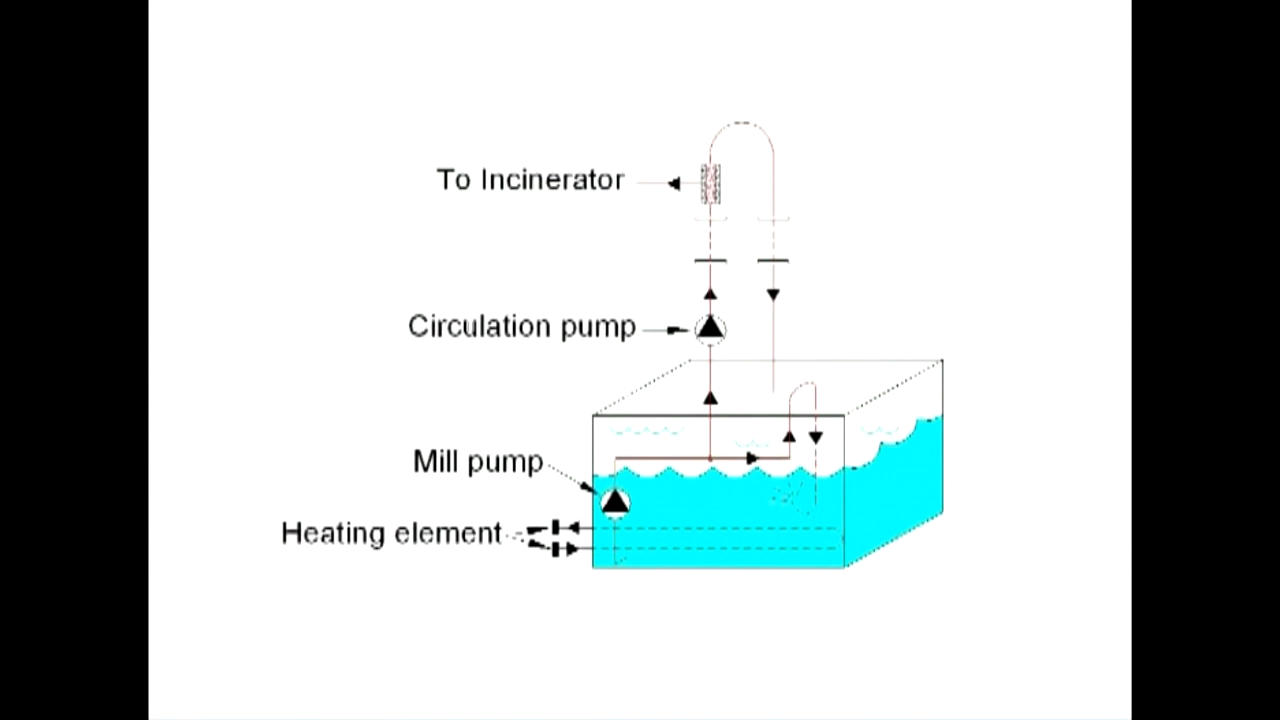 To Incinerator
Circulation pump
Mill pump
Heating element